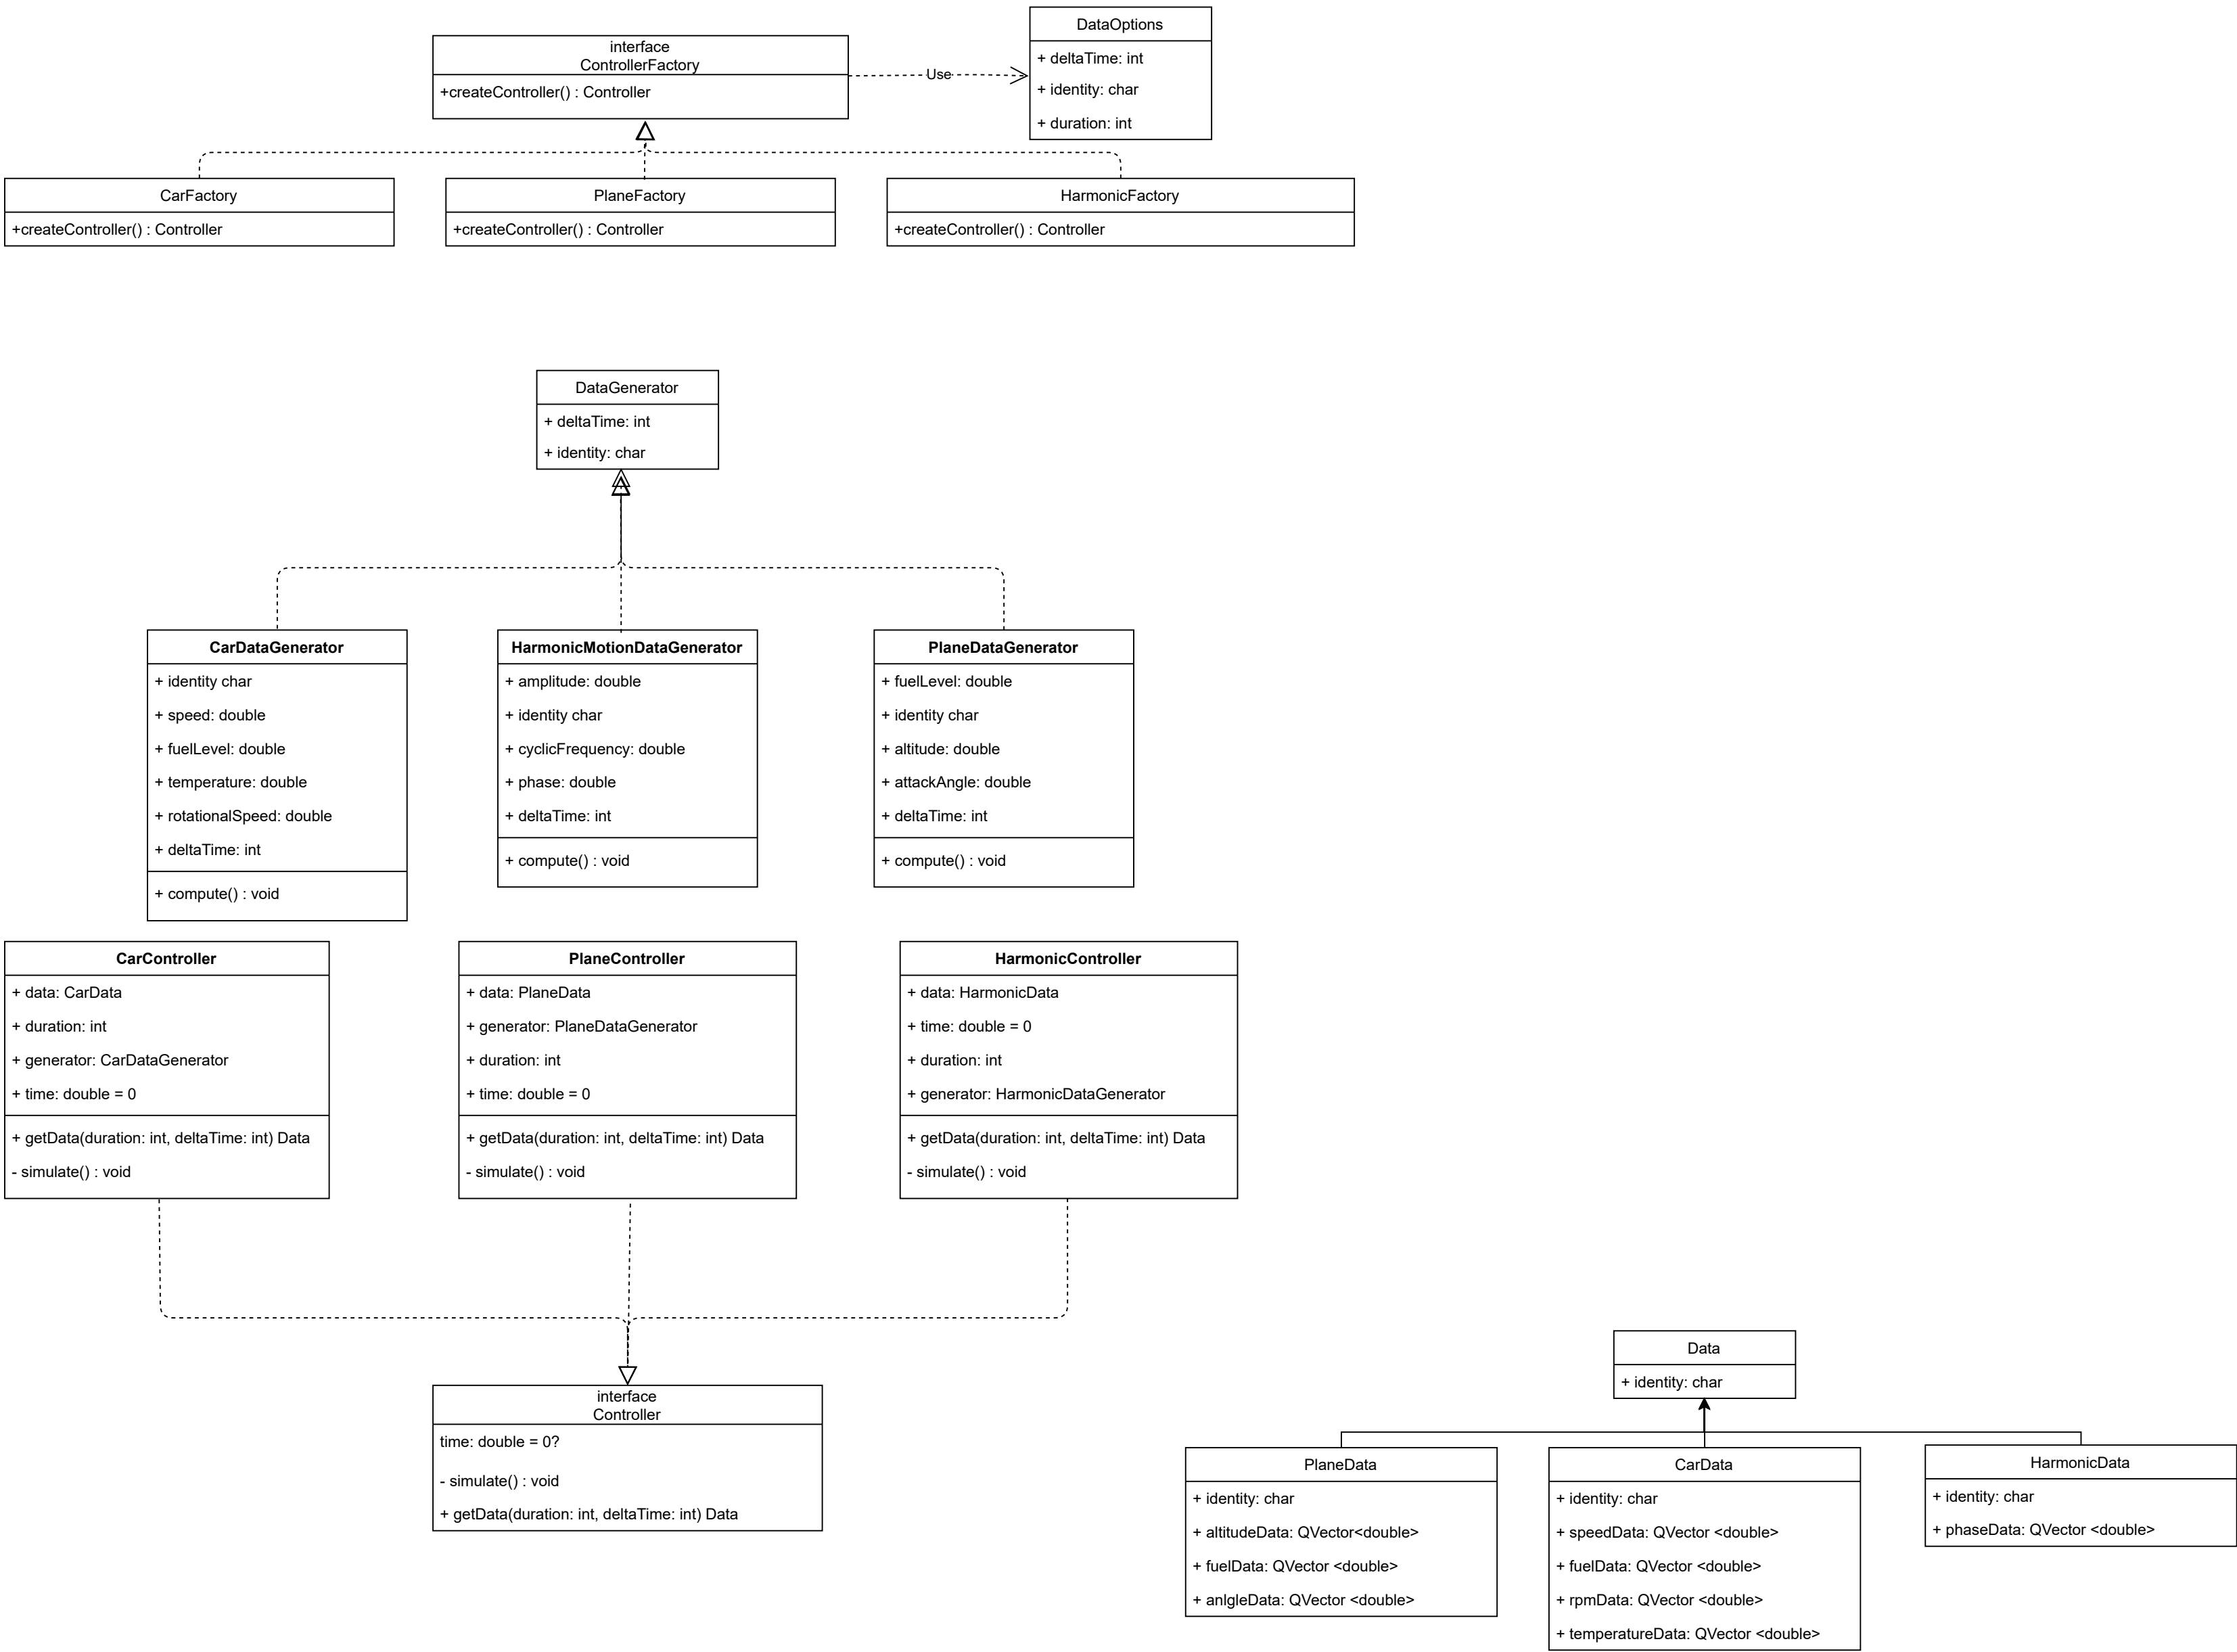 interface
ControllerFactory
+createController() : Controller
Use
DataOptions
+ deltaTime: int
+ identity: char
+ duration: int
CarFactory
+createController() : Controller
PlaneFactory
+createController() : Controller
HarmonicFactory
+createController() : Controller
DataGenerator
+ deltaTime: int
+ identity: char
CarDataGenerator
+ identity char
+ speed: double
+ fuelLevel: double
+ temperature: double
+ rotationalSpeed: double
+ deltaTime: int
+ compute() : void
HarmonicMotionDataGenerator
+ amplitude: double
+ identity char
+ cyclicFrequency: double
+ phase: double
+ deltaTime: int
+ compute() : void
PlaneDataGenerator
+ fuelLevel: double
+ identity char
+ altitude: double
+ attackAngle: double
+ deltaTime: int
+ compute() : void
CarController
+ data: CarData
+ duration: int
+ generator: CarDataGenerator
+ time: double = 0
+ getData(duration: int, deltaTime: int) Data
- simulate() : void
PlaneController
+ data: PlaneData
+ generator: PlaneDataGenerator
+ duration: int
+ time: double = 0
+ getData(duration: int, deltaTime: int) Data
- simulate() : void
HarmonicController
+ data: HarmonicData
+ time: double = 0
+ duration: int
+ generator: HarmonicDataGenerator
+ getData(duration: int, deltaTime: int) Data
- simulate() : void
interface
Controller
time: double = 0?
- simulate() : void
+ getData(duration: int, deltaTime: int) Data
Data
+ identity: char
PlaneData
+ identity: char
+ altitudeData: QVector<double>
+ fuelData: QVector <double>
+ anlgleData: QVector <double>
CarData
+ identity: char
+ speedData: QVector <double>
+ fuelData: QVector <double>
+ rpmData: QVector <double>
+ temperatureData: QVector <double>
HarmonicData
+ identity: char
+ phaseData: QVector <double>